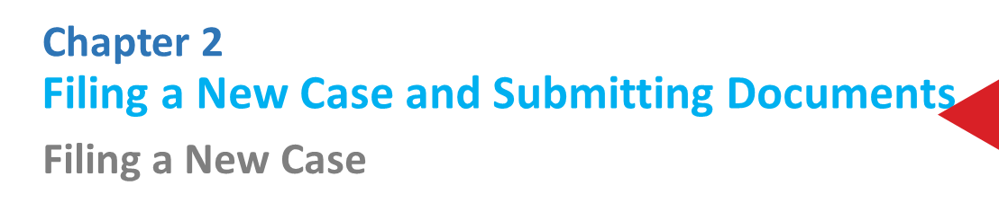 Chapter 2
Filing a New Case and Submitting Documents
Filing a New Case